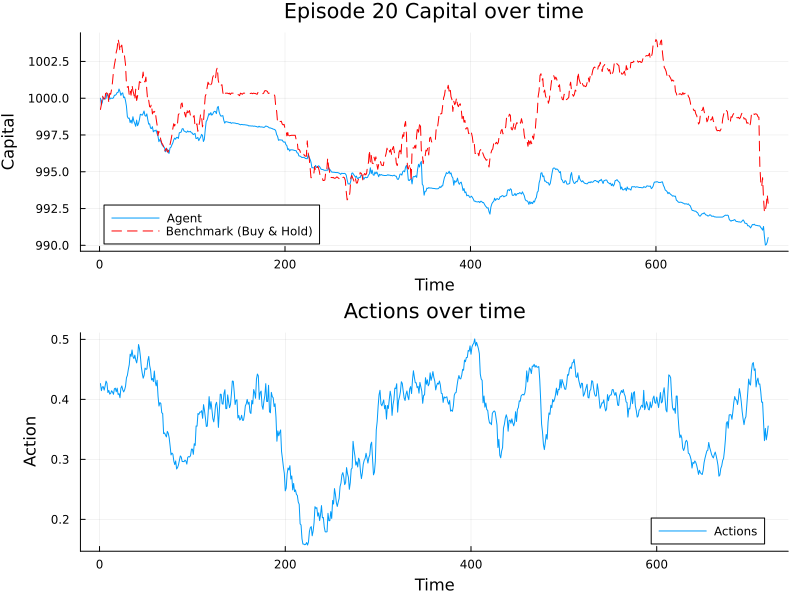 Episode 20 Capital over time
Capital
1002.5
1000.0
997.5
995.0
992.5
990.0
Agent
Benchmark (Buy & Hold)
0 200 400 600
Time
Actions over time
Action
0.5
0.4
0.3
0.2
Actions
0 200 400 600
Time